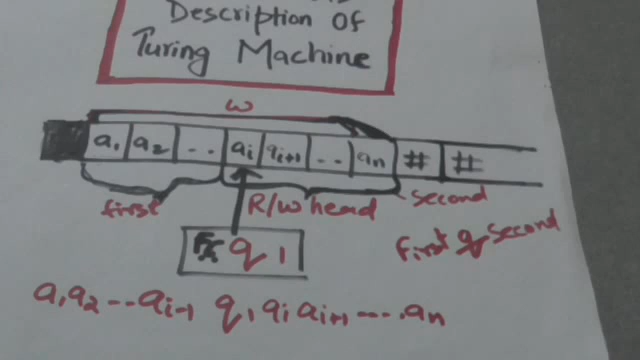 Description Of
Turing Machine
w
a1 a2 .. ai ai+1 .. an # #
first R/w head second
q1
first q second
a1a2--ai-1 q1 ai ai+1 ---.an